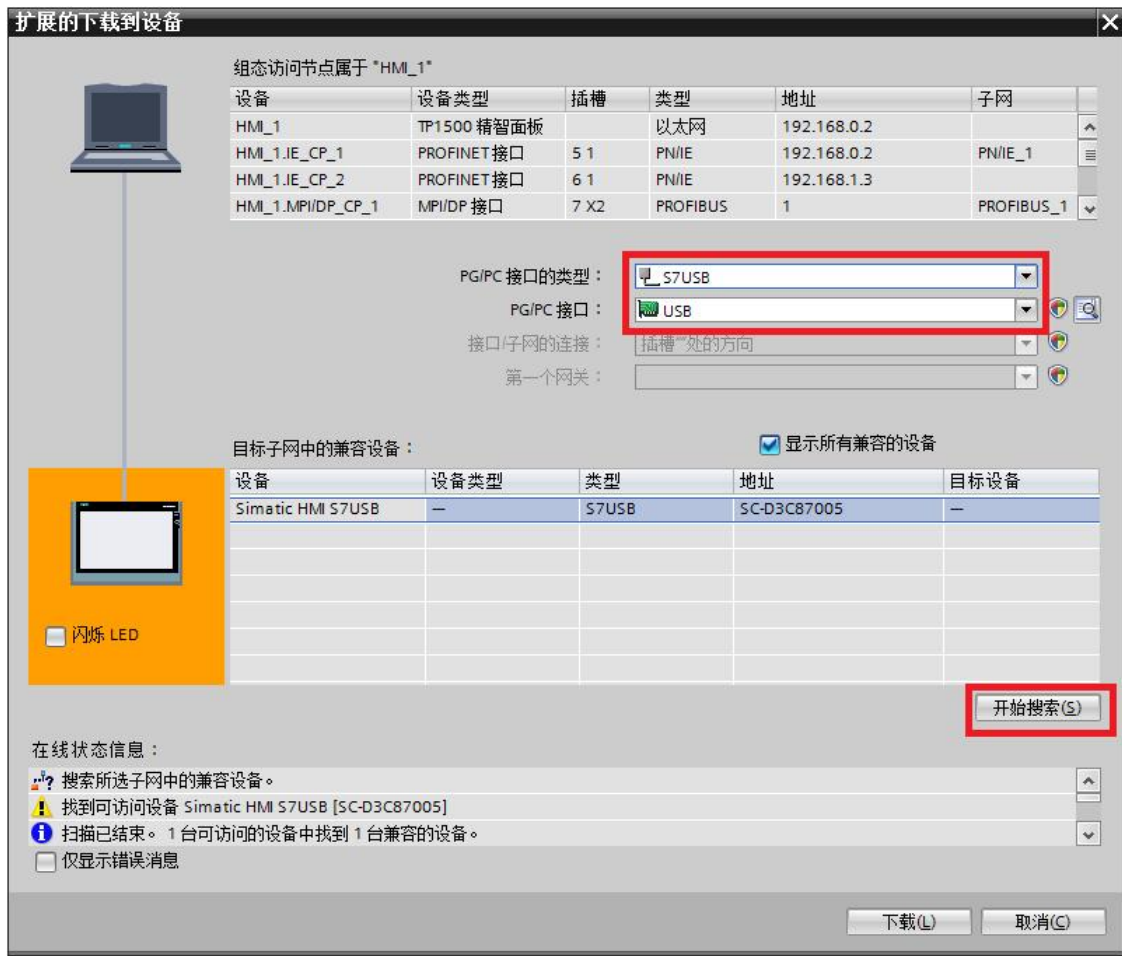 扩展的下载到设备
组态访问节点属于 "HMI_1"
设备 设备类型 插槽 类型 地址 子网
HMI_1 TP1500 精智面板 以太网 192.168.0.2
HMI_1.IE_CP_1 PROFINET接口 5 1 PN/IE 192.168.0.2 PN/IE_1
HMI_1.IE_CP_2 PROFINET接口 6 1 PN/IE 192.168.1.3
HMI_1.MPI/DP_CP_1 MPI/DP 接口 7 X2 PROFIBUS 1 PROFIBUS_1
PG/PC 接口的类型： S7USB
PG/PC 接口： USB
接口/子网的连接： 插槽""处的方向
第一个网关：
目标子网中的兼容设备： 显示所有兼容的设备
设备 设备类型 类型 地址 目标设备
Simatic HMI S7USB — S7USB SC-D3C87005 —
闪烁 LED
开始搜索(S)
在线状态信息：
搜索所选子网中的兼容设备。
找到可访问设备 Simatic HMI S7USB [SC-D3C87005]
扫描已结束。 1 台可访问的设备中找到 1 台兼容的设备。
仅显示错误消息
下载(L) 取消(C)